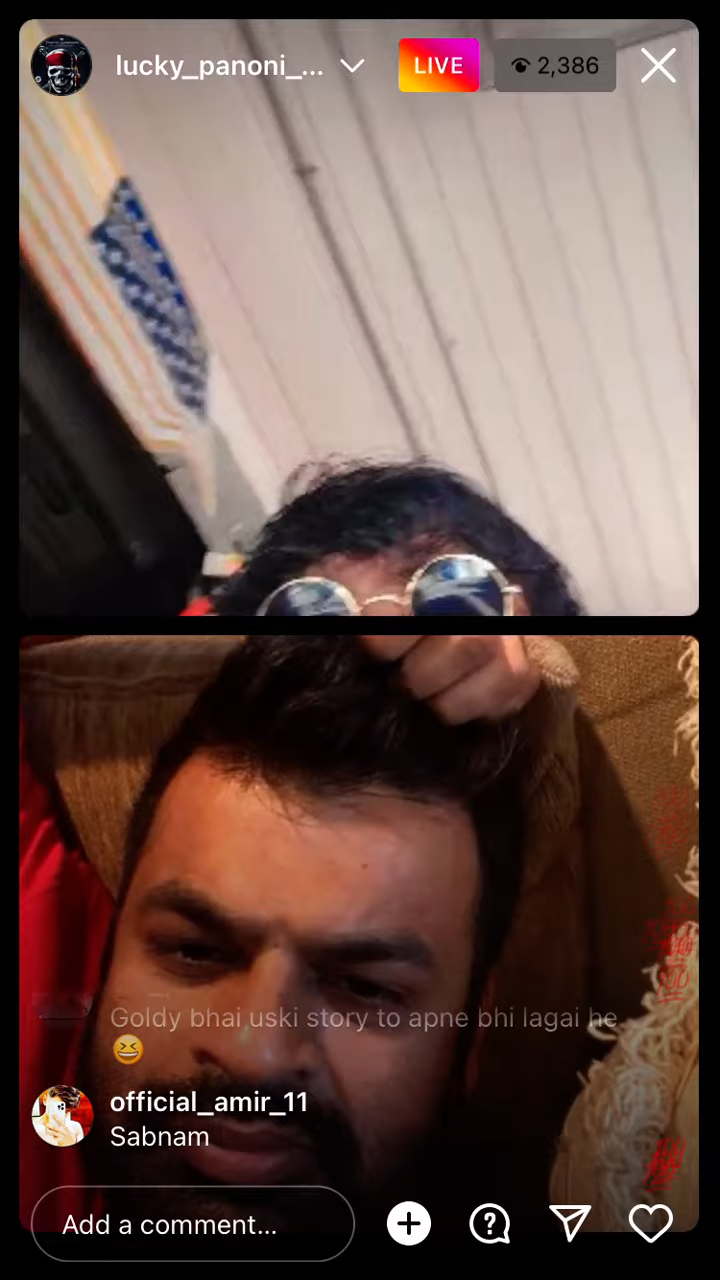 lucky_panoni_...
LIVE
2,386
Goldy bhai uski story to apne bhi lagai he
😆
official_amir_11
Sabnam
Add a comment...